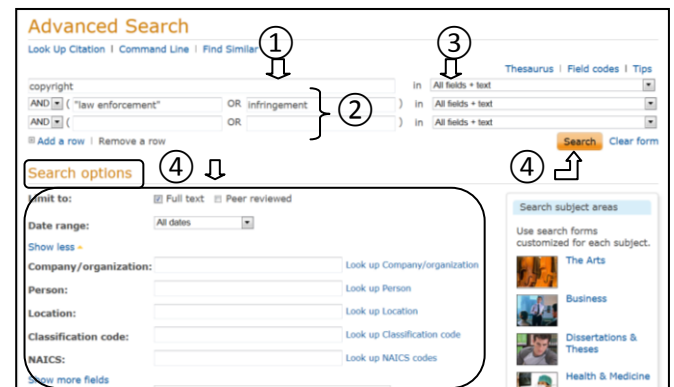 Advanced Search
Look Up Citation | Command Line | Find Similar
1
3
Thesaurus | Field codes | Tips
copyright in All fields + text
AND ( "law enforcement" OR infringement ) in All fields + text
2
AND ( OR ) in All fields + text
Add a row | Remove a row Search Clear form
Search options
4
4
Limit to: Full text Peer reviewed
Search subject areas
Date range: All dates
Use search forms
customized for each subject.
Show less
Company/organization: Look up Company/organization
The Arts
Person: Look up Person
Business
Location: Look up Location
Classification code: Look up Classification code
Dissertations &
Theses
NAICS: Look up NAICS codes
Show more fields
Health & Medicine